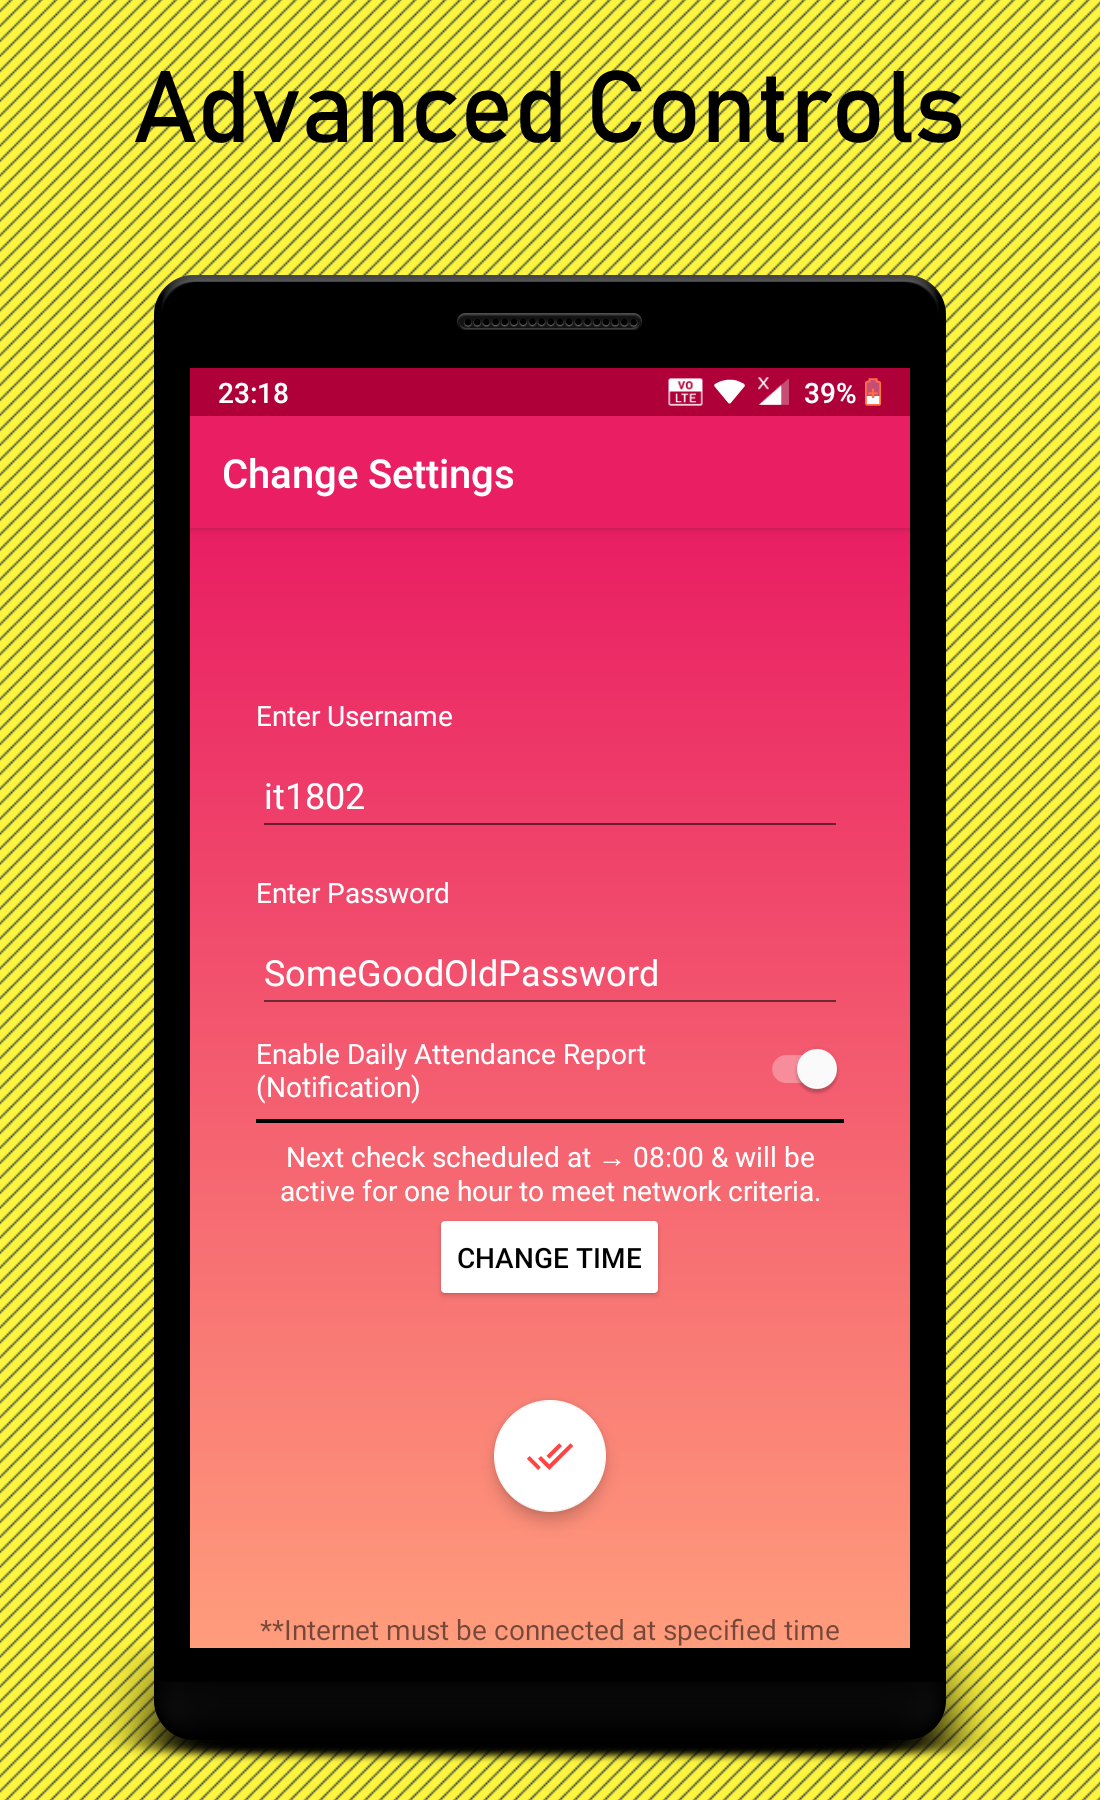 Advanced Controls
23:18 VO LTE X 39%
Change Settings
Enter Username
it1802
Enter Password
SomeGoodOldPassword
Enable Daily Attendance Report
(Notification)
Next check scheduled at → 08:00 & will be
active for one hour to meet network criteria.
CHANGE TIME
**Internet must be connected at specified time